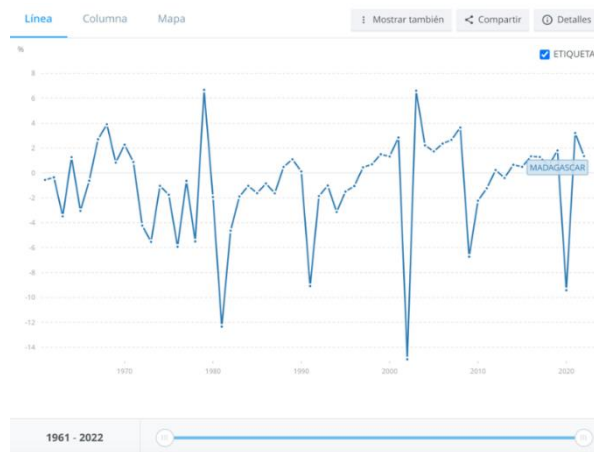 Línea Columna Mapa Mostrar también Compartir Detalles
%
ETIQUETA
8
6
4
2
0
MADAGASCAR
-2
-4
-6
-8
-10
-12
-14
1970 1980 1990 2000 2010 2020
1961 - 2022